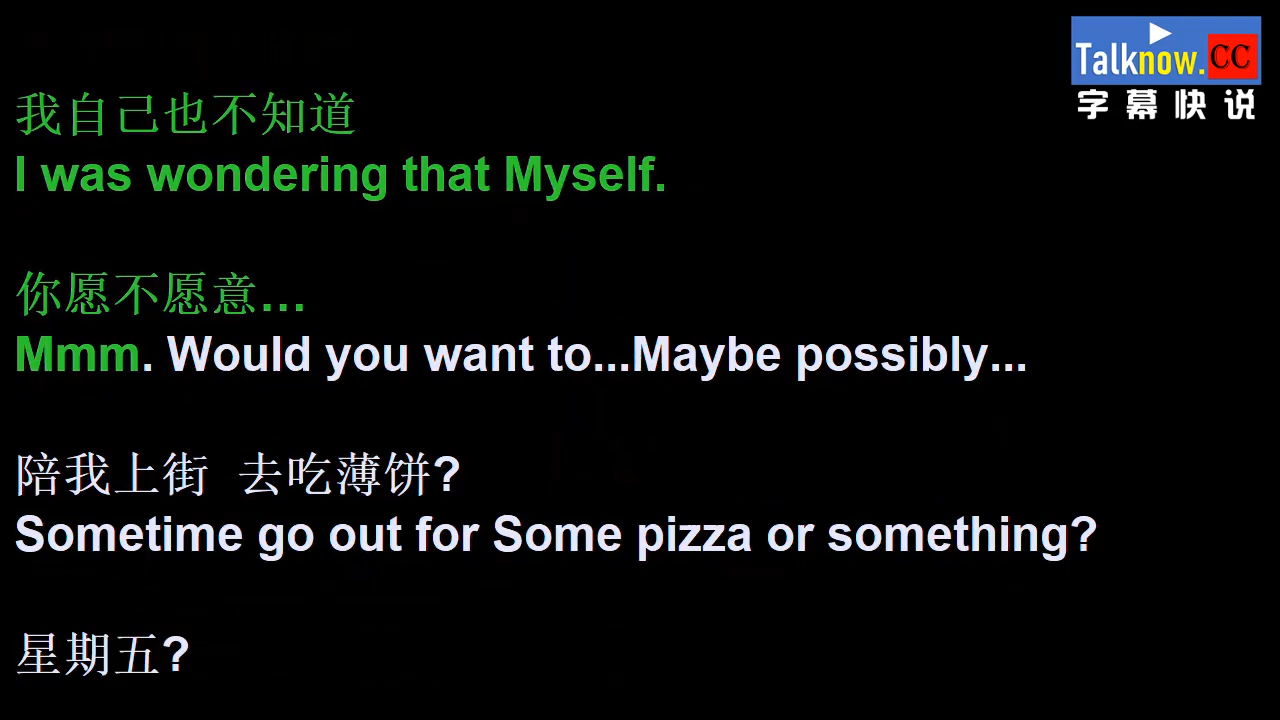 Talknow.CC
字幕快说
我自己也不知道
I was wondering that Myself.
你愿不愿意...
Mmm. Would you want to...Maybe possibly...
陪我上街 去吃薄饼?
Sometime go out for Some pizza or something?
星期五?